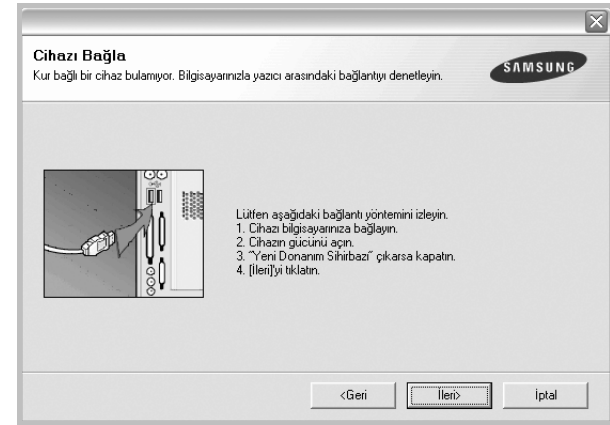 Cihazı Bağla
Kur bağlı bir cihaz bulamıyor. Bilgisayarınızla yazıcı arasındaki bağlantıyı denetleyin.
SAMSUNG
Lütfen aşağıdaki bağlantı yöntemini izleyin.
1. Cihazı bilgisayarınıza bağlayın.
2. Cihazın gücünü açın.
3. "Yeni Donanım Sihirbazı" çıkarsa kapatın.
4. [İleri]'yi tıklatın.
<Geri
İleri>
İptal